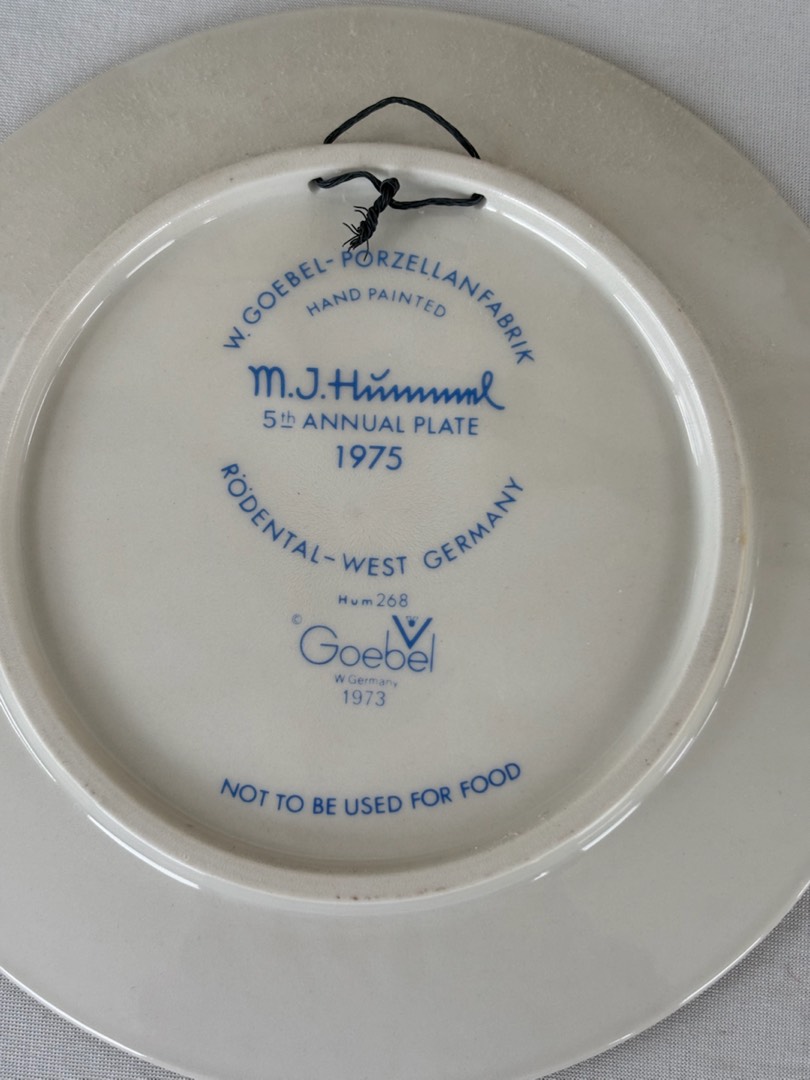 W. GOEBEL-PORZELLANFABRIK
HAND PAINTED
M.J.Hummel
5th ANNUAL PLATE
1975
RÖDENTAL-WEST GERMANY
Hum 268
© Goebel
W Germany
1973
NOT TO BE USED FOR FOOD